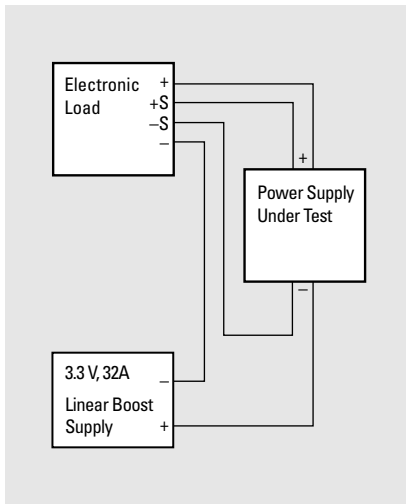 Electronic
Load
+
+S
–S
–
+
Power Supply
Under Test
–
3.3 V, 32A
–
Linear Boost
Supply
+